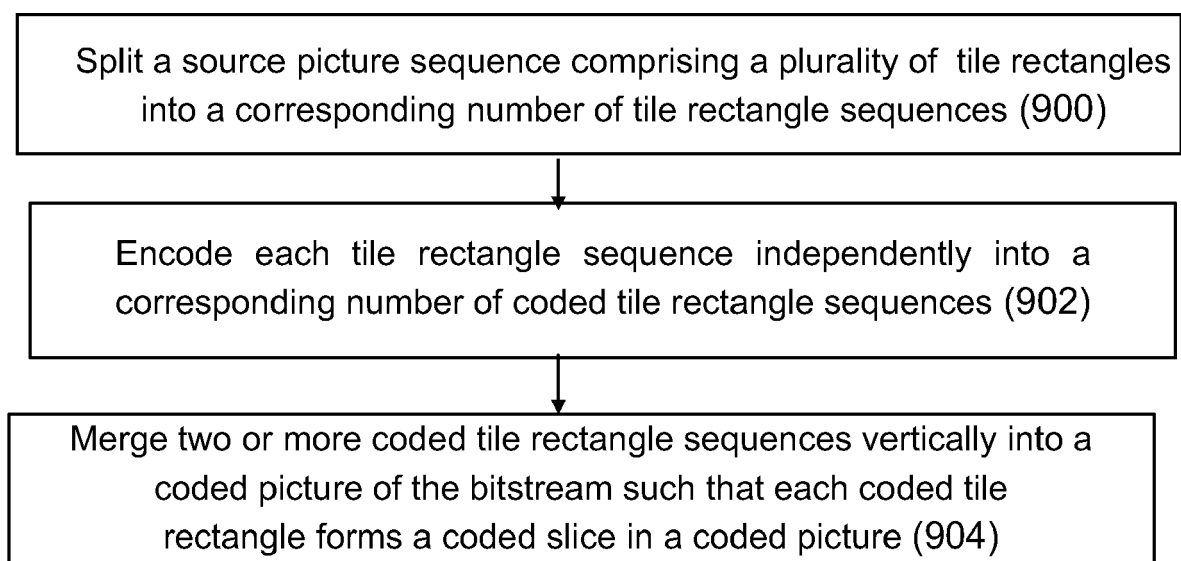 Split a source picture sequence comprising a plurality of tile rectangles
into a corresponding number of tile rectangle sequences (900)
Encode each tile rectangle sequence independently into a
corresponding number of coded tile rectangle sequences (902)
Merge two or more coded tile rectangle sequences vertically into a
coded picture of the bitstream such that each coded tile
rectangle forms a coded slice in a coded picture (904)